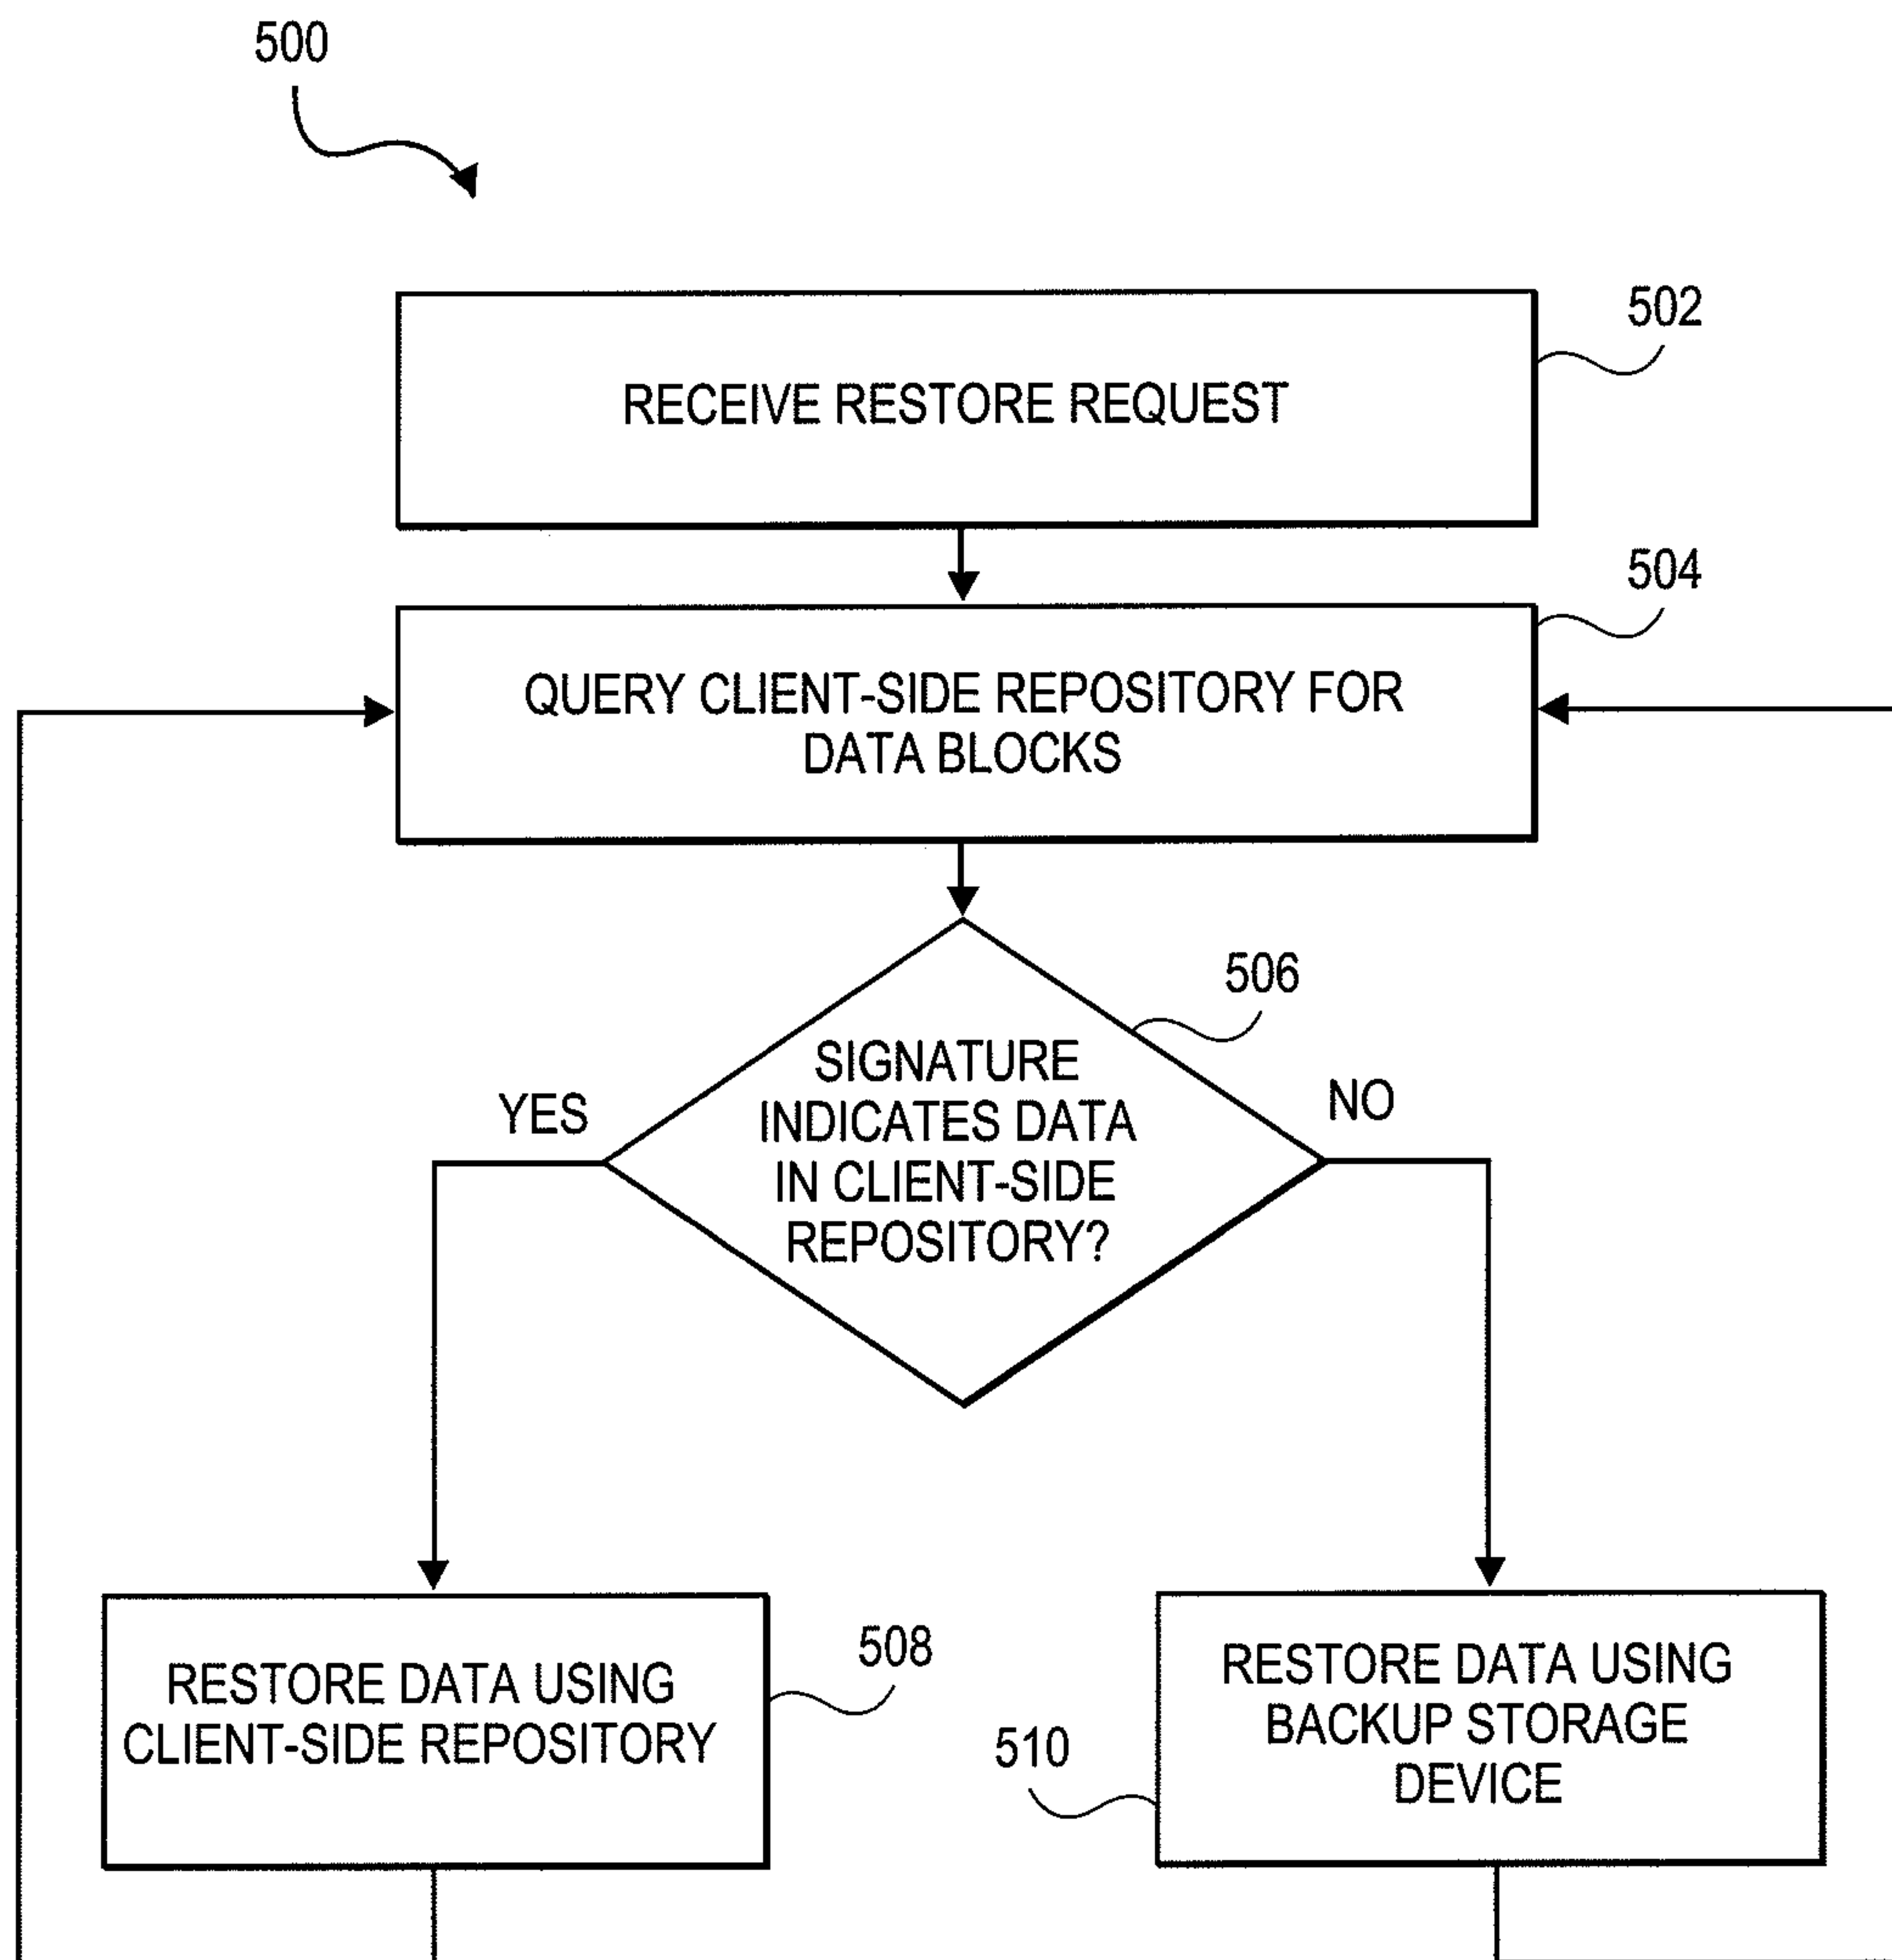 500
502
RECEIVE RESTORE REQUEST
504
QUERY CLIENT-SIDE REPOSITORY FOR
DATA BLOCKS
506
SIGNATURE
INDICATES DATA
IN CLIENT-SIDE
REPOSITORY?
YES
NO
508
RESTORE DATA USING
CLIENT-SIDE REPOSITORY
510
RESTORE DATA USING
BACKUP STORAGE
DEVICE